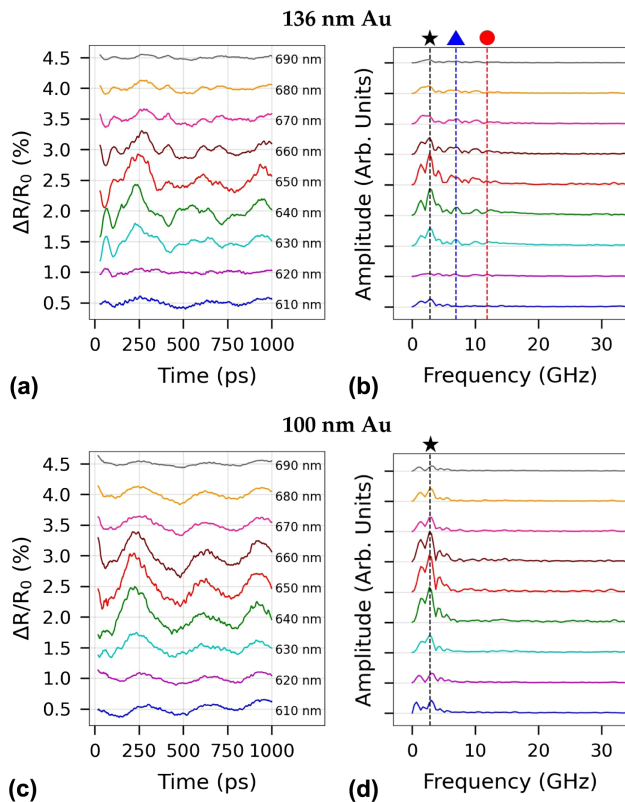 136 nm Au
4.5
4.0
3.5
3.0
2.5
2.0
1.5
1.0
0.5
ΔR/R0 (%)
690 nm
680 nm
670 nm
660 nm
650 nm
640 nm
630 nm
620 nm
610 nm
0 250 500 750 1000
Time (ps)
(a)
Amplitude (Arb. Units)
0 10 20 30
Frequency (GHz)
(b)
100 nm Au
4.5
4.0
3.5
3.0
2.5
2.0
1.5
1.0
0.5
ΔR/R0 (%)
690 nm
680 nm
670 nm
660 nm
650 nm
640 nm
630 nm
620 nm
610 nm
0 250 500 750 1000
Time (ps)
(c)
Amplitude (Arb. Units)
0 10 20 30
Frequency (GHz)
(d)